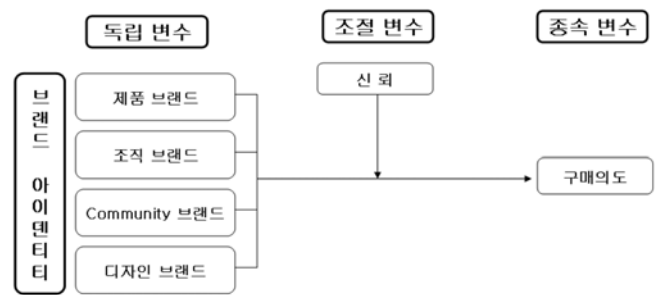 독립 변수
조절 변수
종속 변수
브랜드 아이덴티티
제품 브랜드
조직 브랜드
Community 브랜드
디자인 브랜드
신 뢰
구매의도